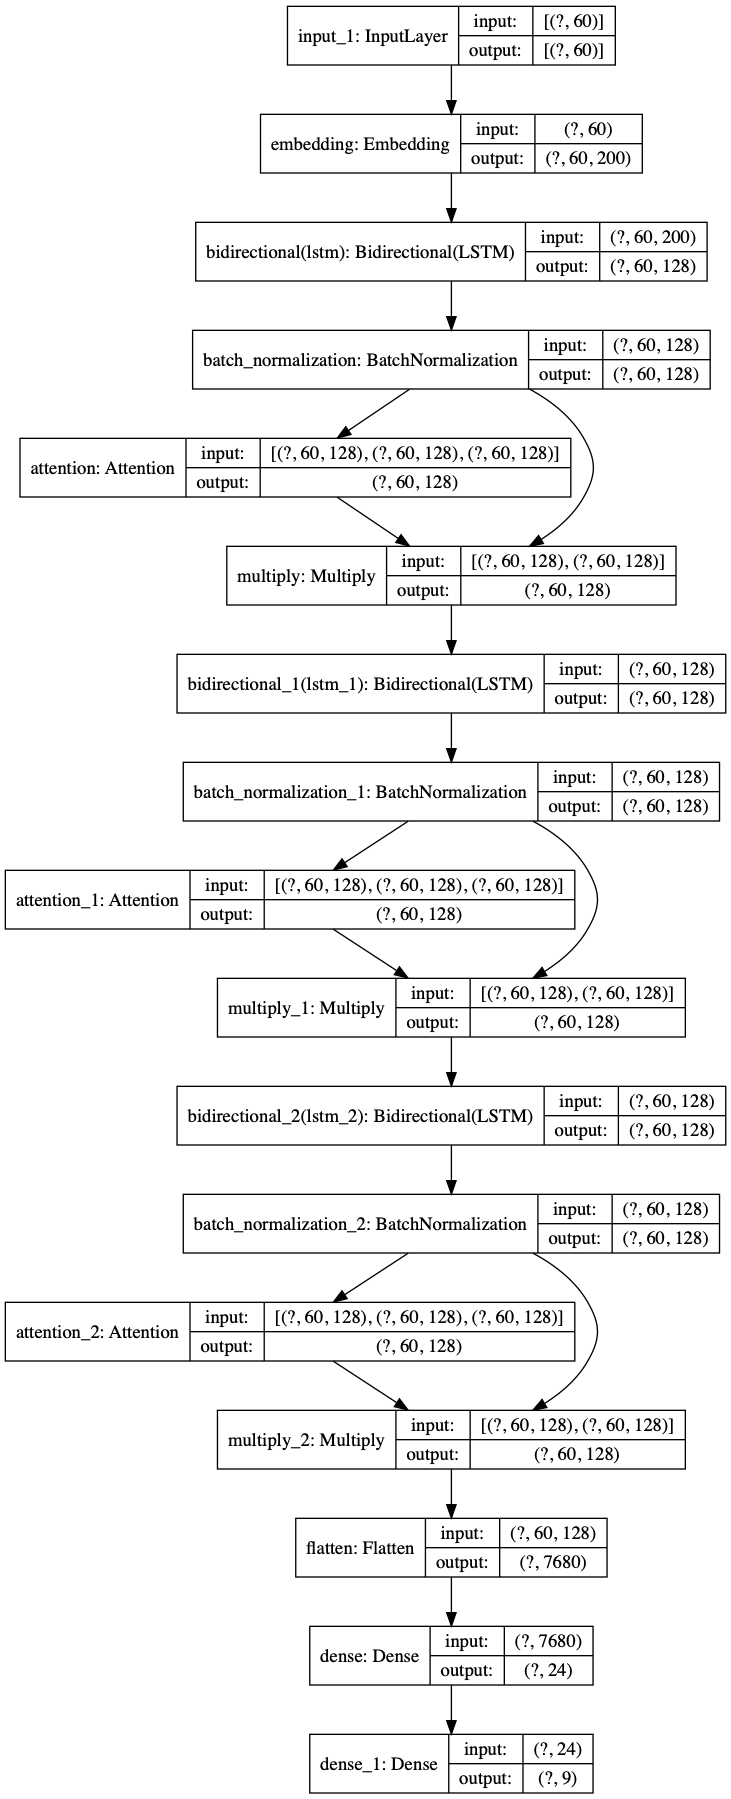 input_1: InputLayer
input: [(?, 60)]
output: [(?, 60)]
embedding: Embedding
input: (?, 60)
output: (?, 60, 200)
bidirectional(lstm): Bidirectional(LSTM)
input: (?, 60, 200)
output: (?, 60, 128)
batch_normalization: BatchNormalization
input: (?, 60, 128)
output: (?, 60, 128)
attention: Attention
input: [(?, 60, 128), (?, 60, 128), (?, 60, 128)]
output: (?, 60, 128)
multiply: Multiply
input: [(?, 60, 128), (?, 60, 128)]
output: (?, 60, 128)
bidirectional_1(lstm_1): Bidirectional(LSTM)
input: (?, 60, 128)
output: (?, 60, 128)
batch_normalization_1: BatchNormalization
input: (?, 60, 128)
output: (?, 60, 128)
attention_1: Attention
input: [(?, 60, 128), (?, 60, 128), (?, 60, 128)]
output: (?, 60, 128)
multiply_1: Multiply
input: [(?, 60, 128), (?, 60, 128)]
output: (?, 60, 128)
bidirectional_2(lstm_2): Bidirectional(LSTM)
input: (?, 60, 128)
output: (?, 60, 128)
batch_normalization_2: BatchNormalization
input: (?, 60, 128)
output: (?, 60, 128)
attention_2: Attention
input: [(?, 60, 128), (?, 60, 128), (?, 60, 128)]
output: (?, 60, 128)
multiply_2: Multiply
input: [(?, 60, 128), (?, 60, 128)]
output: (?, 60, 128)
flatten: Flatten
input: (?, 60, 128)
output: (?, 7680)
dense: Dense
input: (?, 7680)
output: (?, 24)
dense_1: Dense
input: (?, 24)
output: (?, 9)